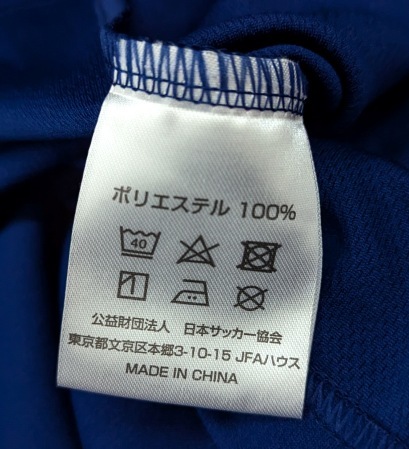 ポリエステル 100%
40
公益財団法人 日本サッカー協会
東京都文京区本郷3-10-15 JFAハウス
MADE IN CHINA